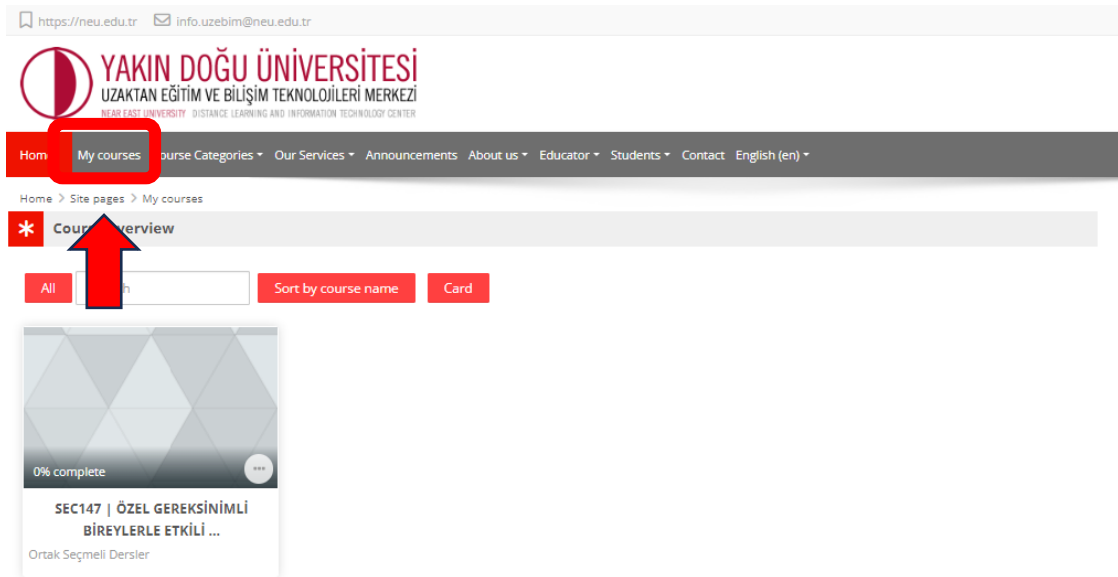 https://neu.edu.tr info.uzebim@neu.edu.tr
YAKIN DOĞU ÜNİVERSİTESİ
UZAKTAN EĞİTİM VE BİLİŞİM TEKNOLOJİLERİ MERKEZİ
NEAR EAST UNIVERSITY DISTANCE LEARNING AND INFORMATION TECHNOLOGY CENTER
My courses Categories Our Services Announcements About us Educator Students Contact English (en)
Home > Site pages > My courses
All Sort by course name Card
0% complete
SEC147 | ÖZEL GEREKSİNİMLİ
BİREYLERLE ETKİLİ ...
Ortak Seçmeli Dersler